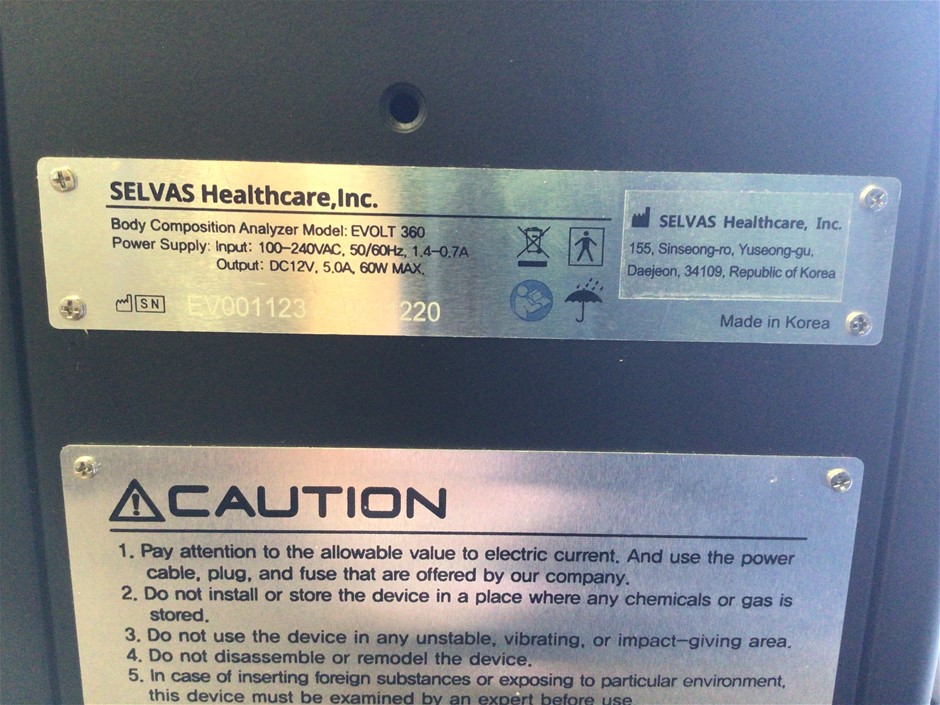 SELVAS Healthcare,Inc.
Body Composition Analyzer Model: EVOLT 360
Power Supply: Input: 100-240VAC, 50/60Hz, 1.4-0.7A
Output: DC12V, 5.0A, 60W MAX.
SN EV001123 220
SELVAS Healthcare, Inc.
155, Sinseong-ro, Yuseong-gu,
Daejeon, 34109, Republic of Korea
Made in Korea
CAUTION
1. Pay attention to the allowable value to electric current. And use the power
cable, plug, and fuse that are offered by our company.
2. Do not install or store the device in a place where any chemicals or gas is
stored.
3. Do not use the device in any unstable, vibrating, or impact-giving area.
4. Do not disassemble or remodel the device.
5. In case of inserting foreign substances or exposing to particular environment,
this device must be examined by an expert before use